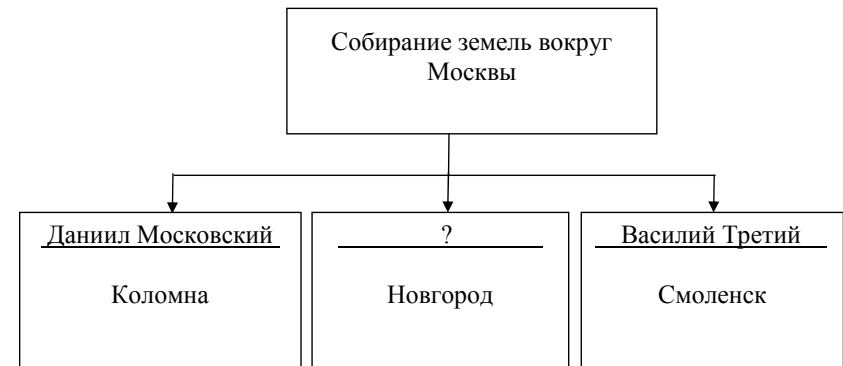 Собирание земель вокруг
Москвы
Даниил Московский
Коломна
?
Новгород
Василий Третий
Смоленск